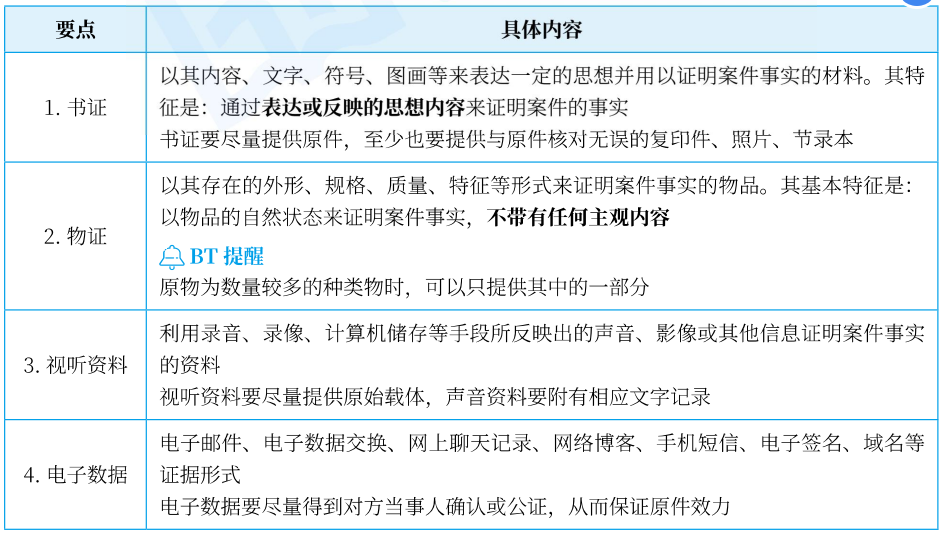 要点
具体内容
1. 书证
以其内容、文字、符号、图画等来表达一定的思想并用以证明案件事实的材料。其特
征是：通过表达或反映的思想内容来证明案件的事实
书证要尽量提供原件，至少也要提供与原件核对无误的复印件、照片、节录本
2. 物证
以其存在的外形、规格、质量、特征等形式来证明案件事实的物品。其基本特征是：
以物品的自然状态来证明案件事实，不带有任何主观内容
BT 提醒
原物为数量较多的种类物时，可以只提供其中的一部分
3. 视听资料
利用录音、录像、计算机储存等手段所反映出的声音、影像或其他信息证明案件事实
的资料
视听资料要尽量提供原始载体，声音资料要附有相应文字记录
4. 电子数据
电子邮件、电子数据交换、网上聊天记录、网络博客、手机短信、电子签名、域名等
证据形式
电子数据要尽量得到对方当事人确认或公证，从而保证原件效力